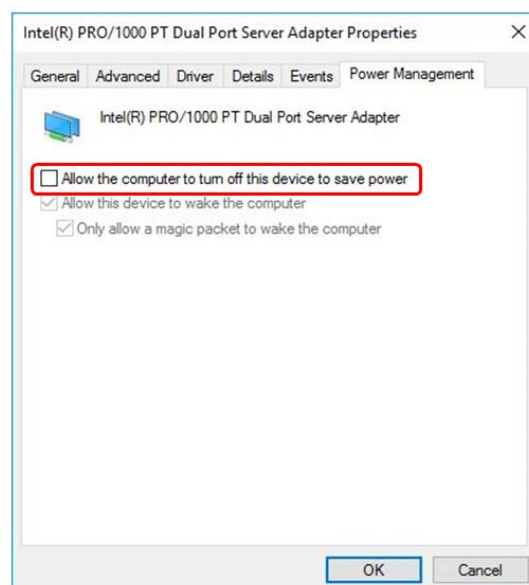 Intel(R) PRO/1000 PT Dual Port Server Adapter Properties
General Advanced Driver Details Events Power Management
Intel(R) PRO/1000 PT Dual Port Server Adapter
Allow the computer to turn off this device to save power
Allow this device to wake the computer
Only allow a magic packet to wake the computer
OK Cancel